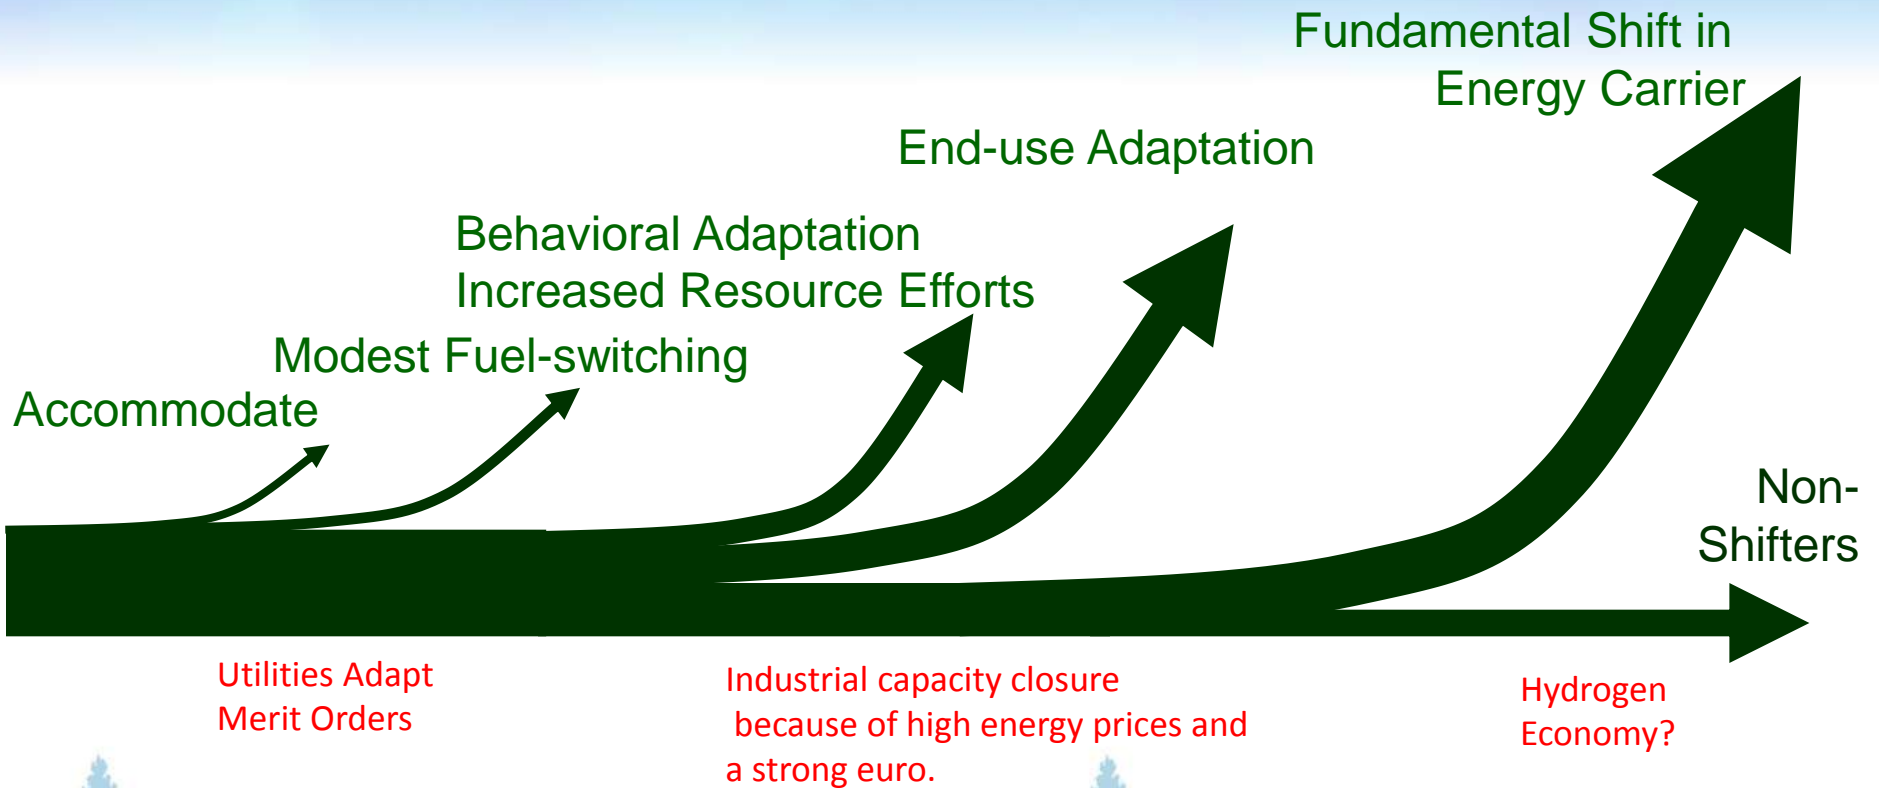 Fundamental Shift in
Energy Carrier
End-use Adaptation
Behavioral Adaptation
Increased Resource Efforts
Modest Fuel-switching
Accommodate
Non-
Shifters
Utilities Adapt
Merit Orders
Industrial capacity closure
because of high energy prices and
a strong euro.
Hydrogen
Economy?